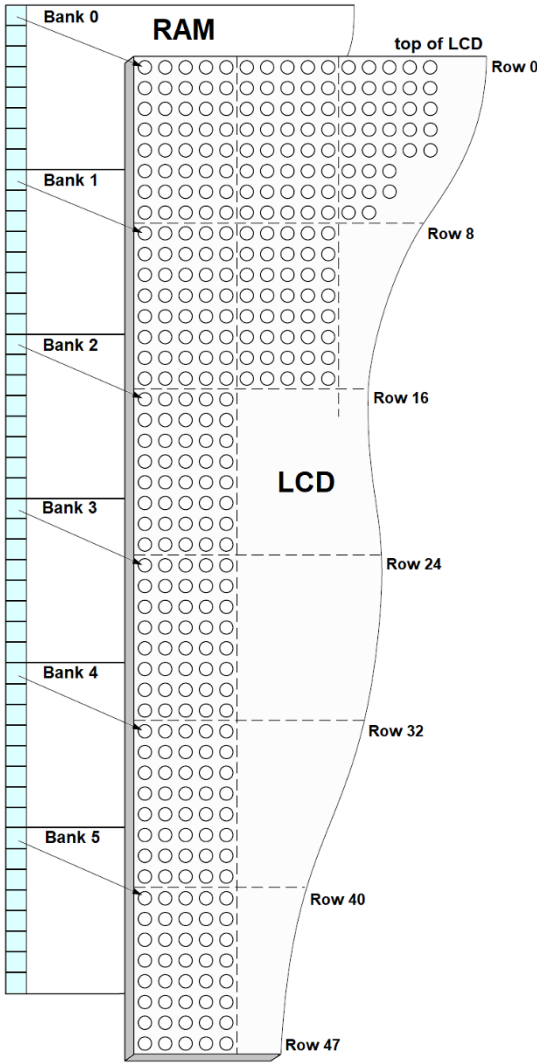 Bank 0
RAM
top of LCD
Row 0
Bank 1
Row 8
Bank 2
Row 16
LCD
Bank 3
Row 24
Bank 4
Row 32
Bank 5
Row 40
Row 47